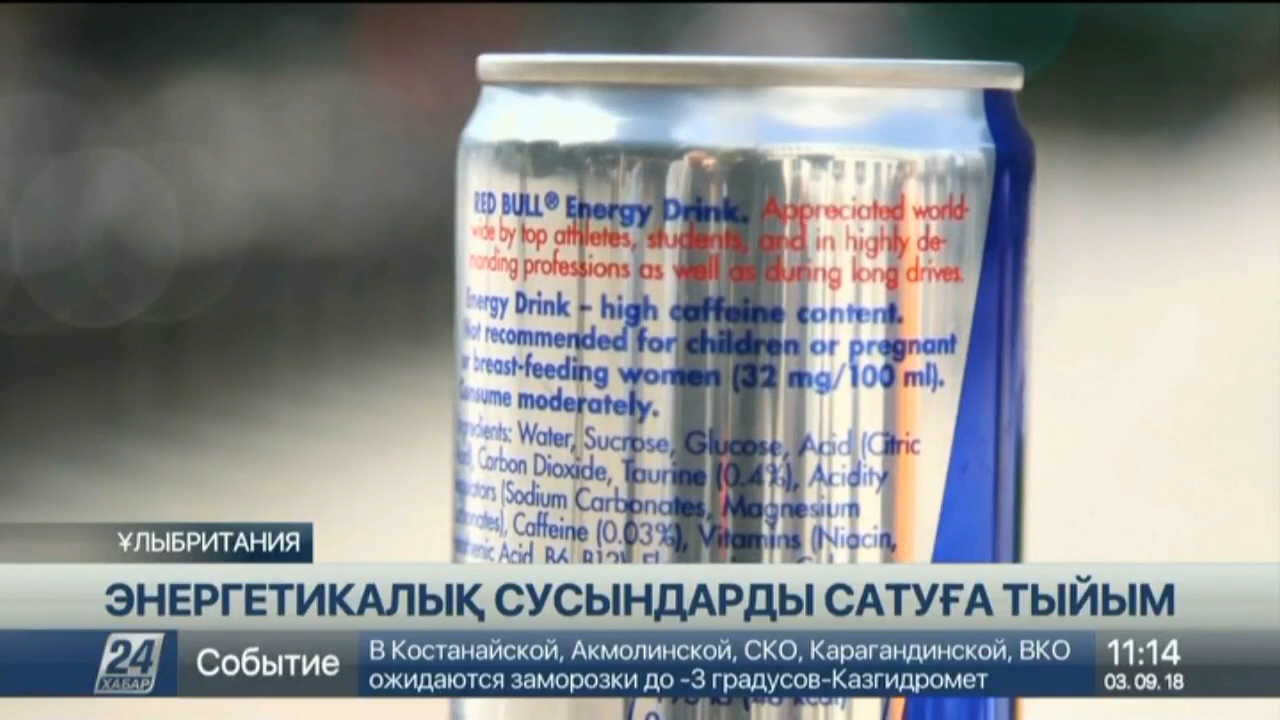 RED BULL® Energy Drink. Appreciated world-
wide by top athletes, students, and in highly de-
manding professions as well as during long drives.
Energy Drink – high caffeine content.
Not recommended for children or pregnant
or breast-feeding women (32 mg/100 ml).
Consume moderately.
Ingredients: Water, Sucrose, Glucose, Acid (Citric
Carbon Dioxide, Taurine (0.4%), Acidity
(Sodium Carbonates, Magnesium
Caffeine (0.03%), Vitamins (Niacin,
Acid, B6, B12),
ҰЛЫБРИТАНИЯ
ЭНЕРГЕТИКАЛЫҚ СУСЫНДАРДЫ САТУҒА ТЫЙЫМ
24
ХАБАР
Событие
В Костанайской, Акмолинской, СКО, Карагандинской, ВКО
ожидаются заморозки до -3 градусов-Казгидромет
11:14
03.09.18